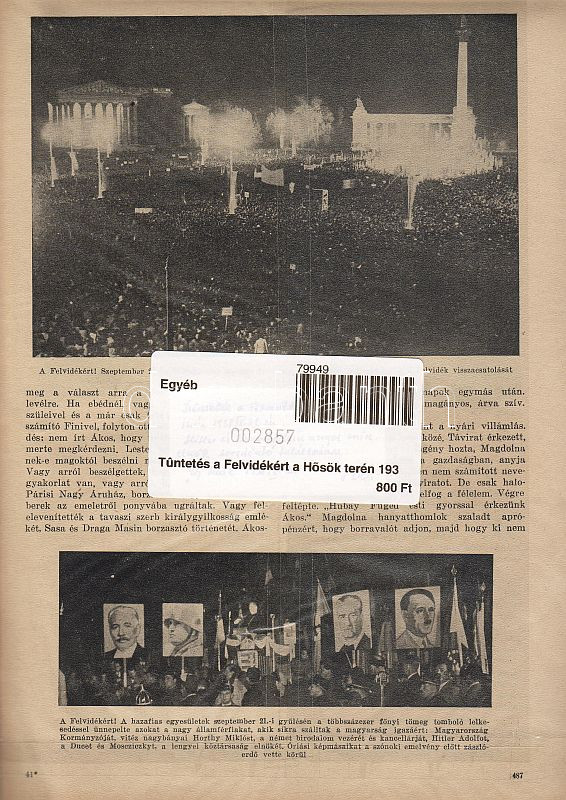 A Felvidékért! Szeptember
lvidék visszacsatolását
meg a választ arra a
levélre. Ha ebédnél vag
szüleivel és a már csak
számító Finivel, folyton ott
dés: nem írt Ákos, hogy
merte megkérdezni, Leste
nek-e magoktól beszélni
Vagy arról beszélgettek,
gyakorlat van, vagy arró
Párisi Nagy Áruház, borz
berek az emeletről ponyvába ugráltak. Vagy fel-
elevenítették a tavaszi szerb királygyilkosság emlé-
két, Sasa és Draga Masin borzasztó történetét. Ákos-
napok egymás után.
magányos, árva szív.
t a nyári villámlás.
közé. Távirat érkezett,
gény hozta, Magdolna
a gazdaságban, anyja
en nem számított neve-
viratot. De csak halo-
elfog a félelem. Végre
feltépte. „Hubay Füged esti gyorssal érkezünk
Ákos." Magdolna hanyatthomlok szaladt apró-
pénzért, hogy borravalót adjon, majd hogy ki nem
Egyéb
79949
002857
Tüntetés a Felvidékért a Hősök terén 193
800 Ft
A Felvidékért! A hazafias egyesületek szeptember 21.-i gyűlésén a többszázezer főnyi tömeg tomboló lelke-
sedéssel ünnepelte azokat a nagy államférfiakat, akik síkra szálltak a magyarság igazáért: Magyarország
Kormányzóját, vitéz nagybányai Horthy Miklóst, a német birodalom vezérét és kancellárját, Hitler Adolfot,
a Ducet és Moscziczkyt, a lengyel köztársaság elnökét. Óriási képmásaikat a szónoki emelvény előtt zászló-
erdő vette körül
41*
487